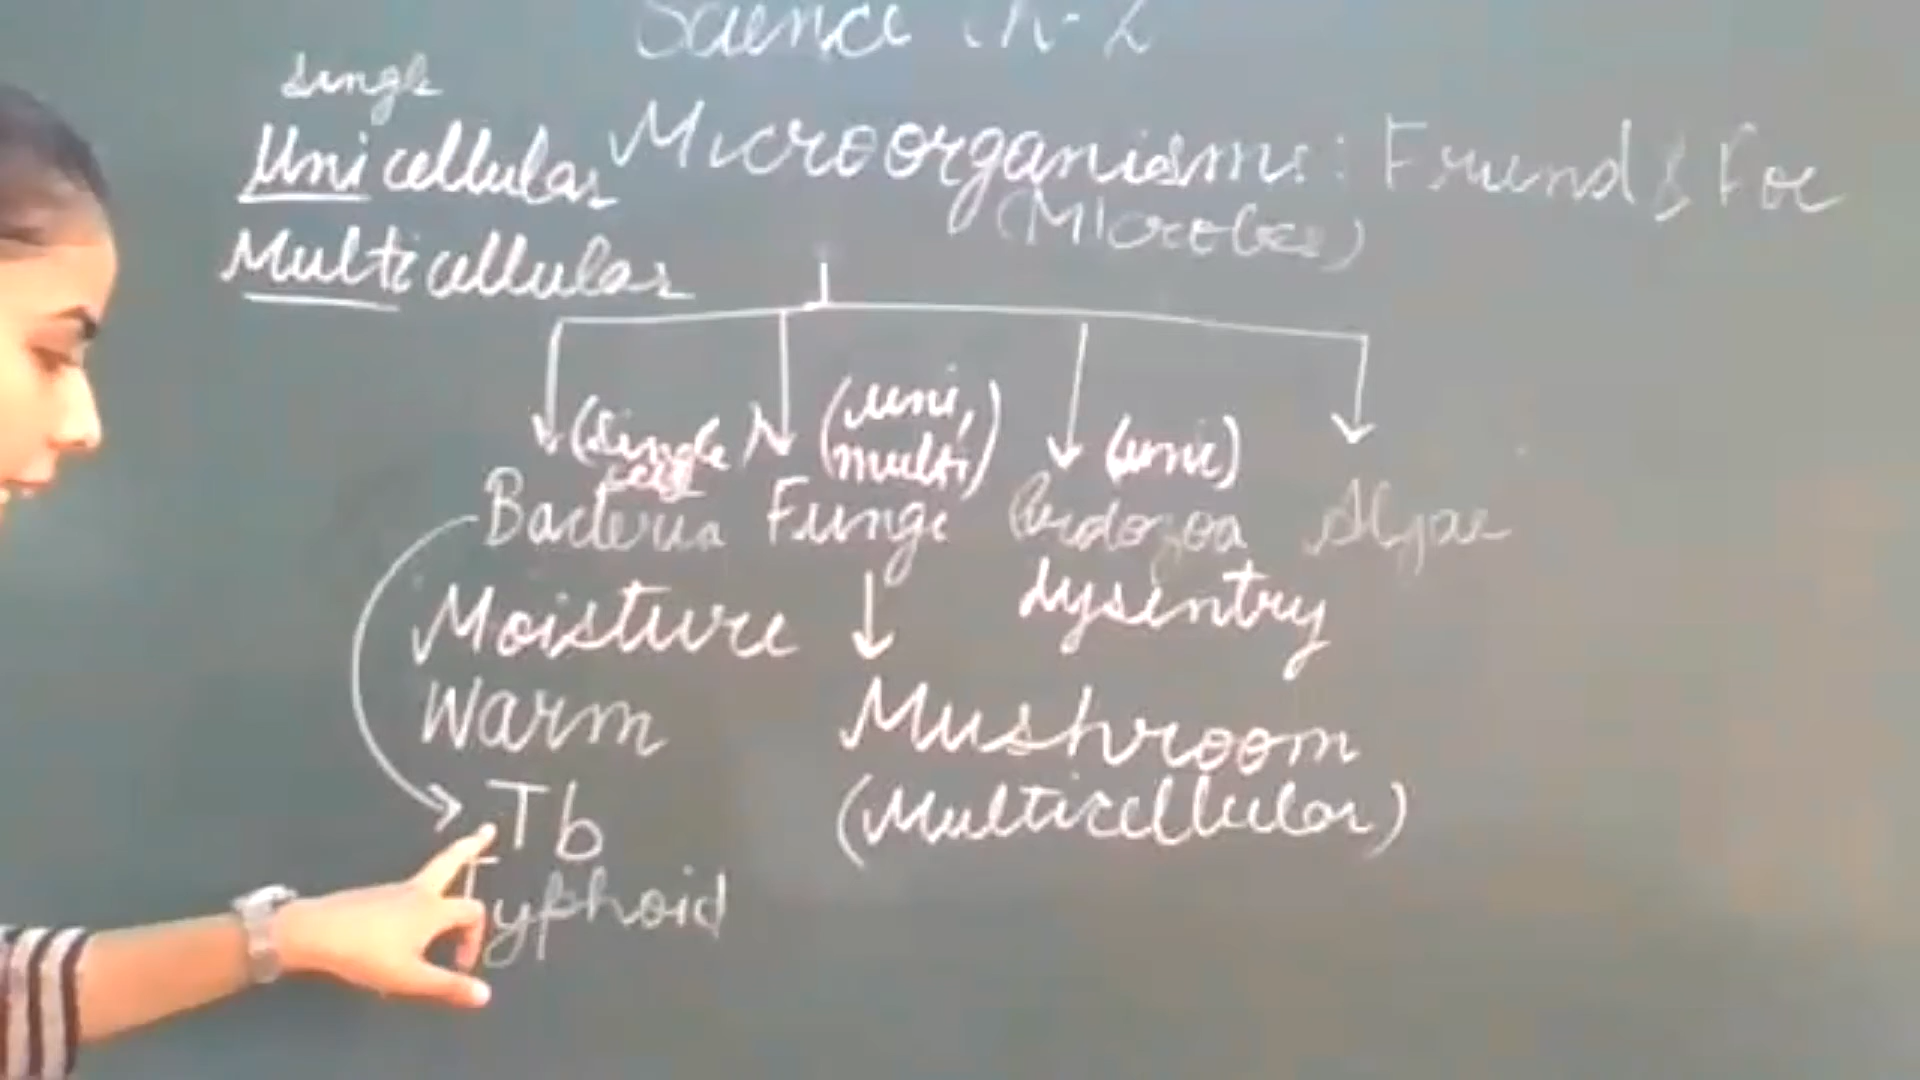 Science Ch-2
single
Unicellular Microorganisms: Friend & Foe
(Microbes)
Multicellular
(single cell) (uni, multi) (uni)
Bacteria Fungi Protozoa Algae
Moisture dysentry
Warm Mushroom
Tb (Multicellular)
Typhoid